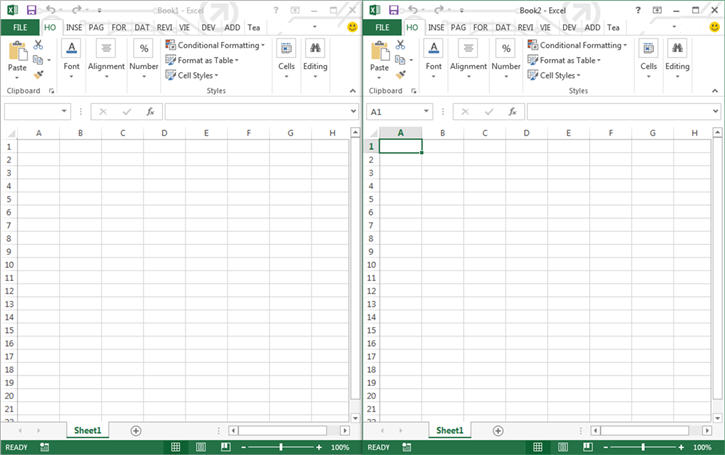 Book1 - Excel
FILE HO INSE PAG FOR DAT REVI VIE DEV ADD Tea
Paste
Font
Alignment
%
Number
Conditional Formatting
Format as Table
Cell Styles
Cells
Editing
Clipboard
Styles
fx
A B C D E F G H
1
2
3
4
5
6
7
8
9
10
11
12
13
14
15
16
17
18
19
20
21
Sheet1
READY
100%
Book2 - Excel
FILE HO INSE PAG FOR DAT REVI VIE DEV ADD Tea
Paste
Font
Alignment
%
Number
Conditional Formatting
Format as Table
Cell Styles
Cells
Editing
Clipboard
Styles
A1
fx
A B C D E F G H
1
2
3
4
5
6
7
8
9
10
11
12
13
14
15
16
17
18
19
20
21
Sheet1
READY
100%